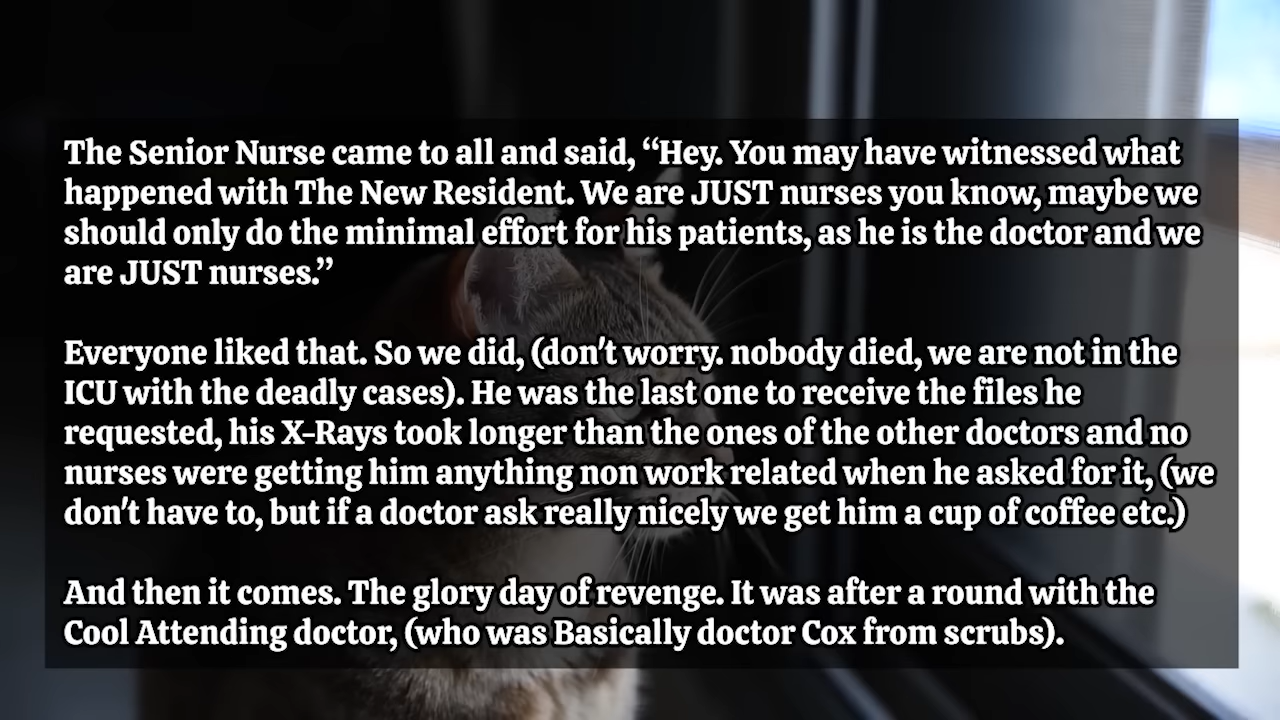 The Senior Nurse came to all and said, “Hey. You may have witnessed what
happened with The New Resident. We are JUST nurses you know, maybe we
should only do the minimal effort for his patients, as he is the doctor and we
are JUST nurses.”
Everyone liked that. So we did, (don't worry. nobody died, we are not in the
ICU with the deadly cases). He was the last one to receive the files he
requested, his X-Rays took longer than the ones of the other doctors and no
nurses were getting him anything non work related when he asked for it, (we
don't have to, but if a doctor ask really nicely we get him a cup of coffee etc.)
And then it comes. The glory day of revenge. It was after a round with the
Cool Attending doctor, (who was Basically doctor Cox from scrubs).